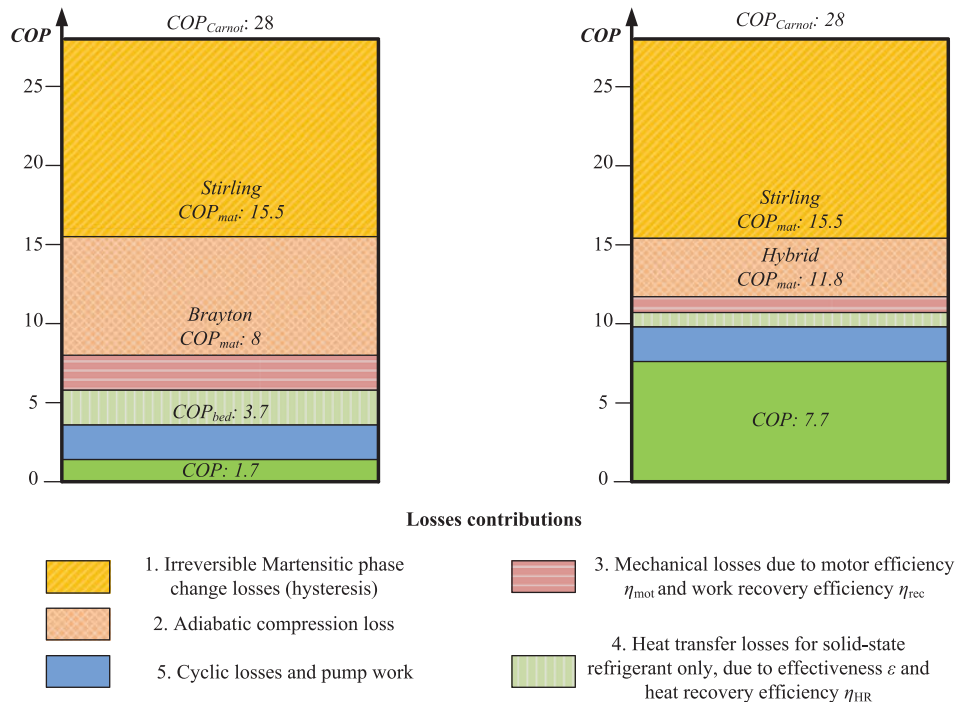 COP_Carnot: 28
COP
25
20
Stirling
COP_mat: 15.5
15
Brayton
COP_mat: 8
10
5
COP_bed: 3.7
COP: 1.7
0
COP_Carnot: 28
COP
25
20
Stirling
COP_mat: 15.5
15
Hybrid
COP_mat: 11.8
10
5
COP: 7.7
0
Losses contributions
1. Irreversible Martensitic phase
change losses (hysteresis)
2. Adiabatic compression loss
5. Cyclic losses and pump work
3. Mechanical losses due to motor efficiency
η_mot and work recovery efficiency η_rec
4. Heat transfer losses for solid-state
refrigerant only, due to effectiveness ε and
heat recovery efficiency η_HR